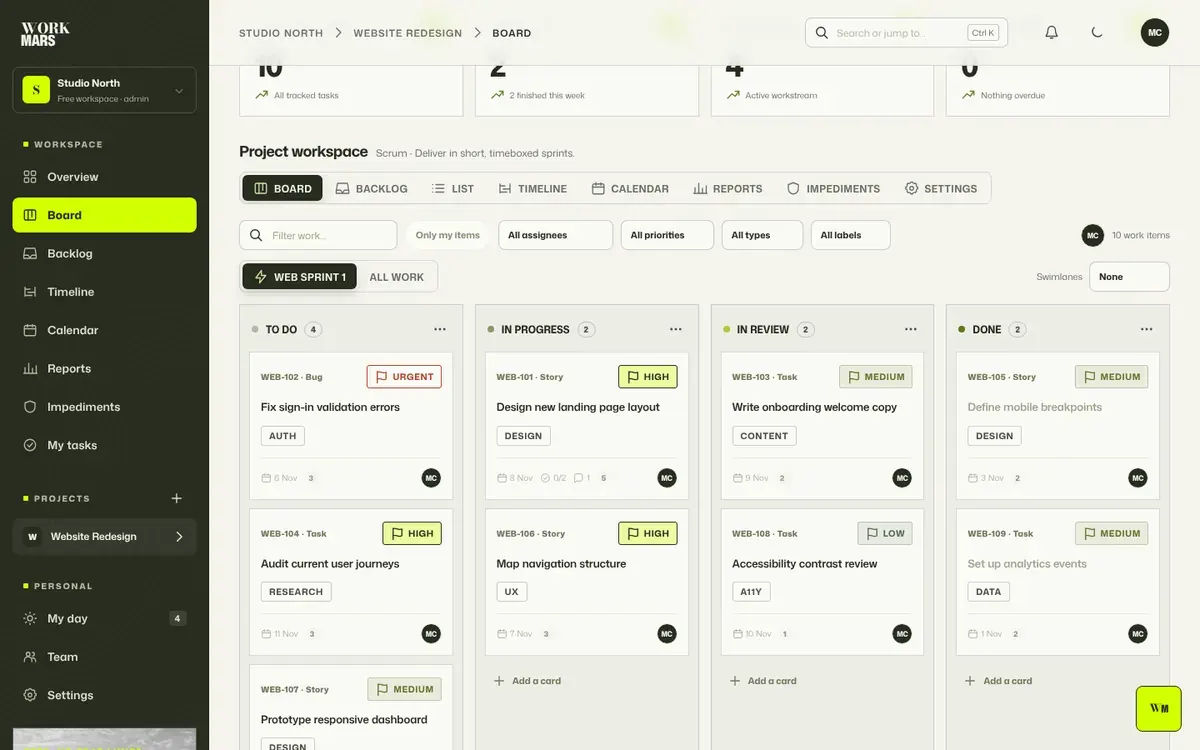 WORK
MARS
S
Studio North
Free workspace · admin
WORKSPACE
Overview
Board
Backlog
Timeline
Calendar
Reports
Impediments
My tasks
PROJECTS
W Website Redesign
PERSONAL
My day 4
Team
Settings
STUDIO NORTH > WEBSITE REDESIGN > BOARD
Search or jump to... Ctrl K
MC
10 2 4 0
All tracked tasks
2 finished this week
Active workstream
Nothing overdue
Project workspace Scrum · Deliver in short, timeboxed sprints.
BOARD BACKLOG LIST TIMELINE CALENDAR REPORTS IMPEDIMENTS SETTINGS
Filter work... Only my items All assignees All priorities All types All labels MC 10 work items
WEB SPRINT 1 ALL WORK Swimlanes None
TO DO 4 ...
WEB-102 · Bug URGENT
Fix sign-in validation errors
AUTH
6 Nov 3 MC
WEB-104 · Task HIGH
Audit current user journeys
RESEARCH
11 Nov 3 MC
WEB-107 · Story MEDIUM
Prototype responsive dashboard
DESIGN
IN PROGRESS 2 ...
WEB-101 · Story HIGH
Design new landing page layout
DESIGN
8 Nov 0/2 1 5 MC
WEB-106 · Story HIGH
Map navigation structure
UX
7 Nov 3 MC
+ Add a card
IN REVIEW 2 ...
WEB-103 · Task MEDIUM
Write onboarding welcome copy
CONTENT
9 Nov 2 MC
WEB-108 · Task LOW
Accessibility contrast review
A11Y
10 Nov 1 MC
+ Add a card
DONE 2 ...
WEB-105 · Story MEDIUM
Define mobile breakpoints
DESIGN
3 Nov 2 MC
WEB-109 · Task MEDIUM
Set up analytics events
DATA
1 Nov 2 MC
+ Add a card
WM